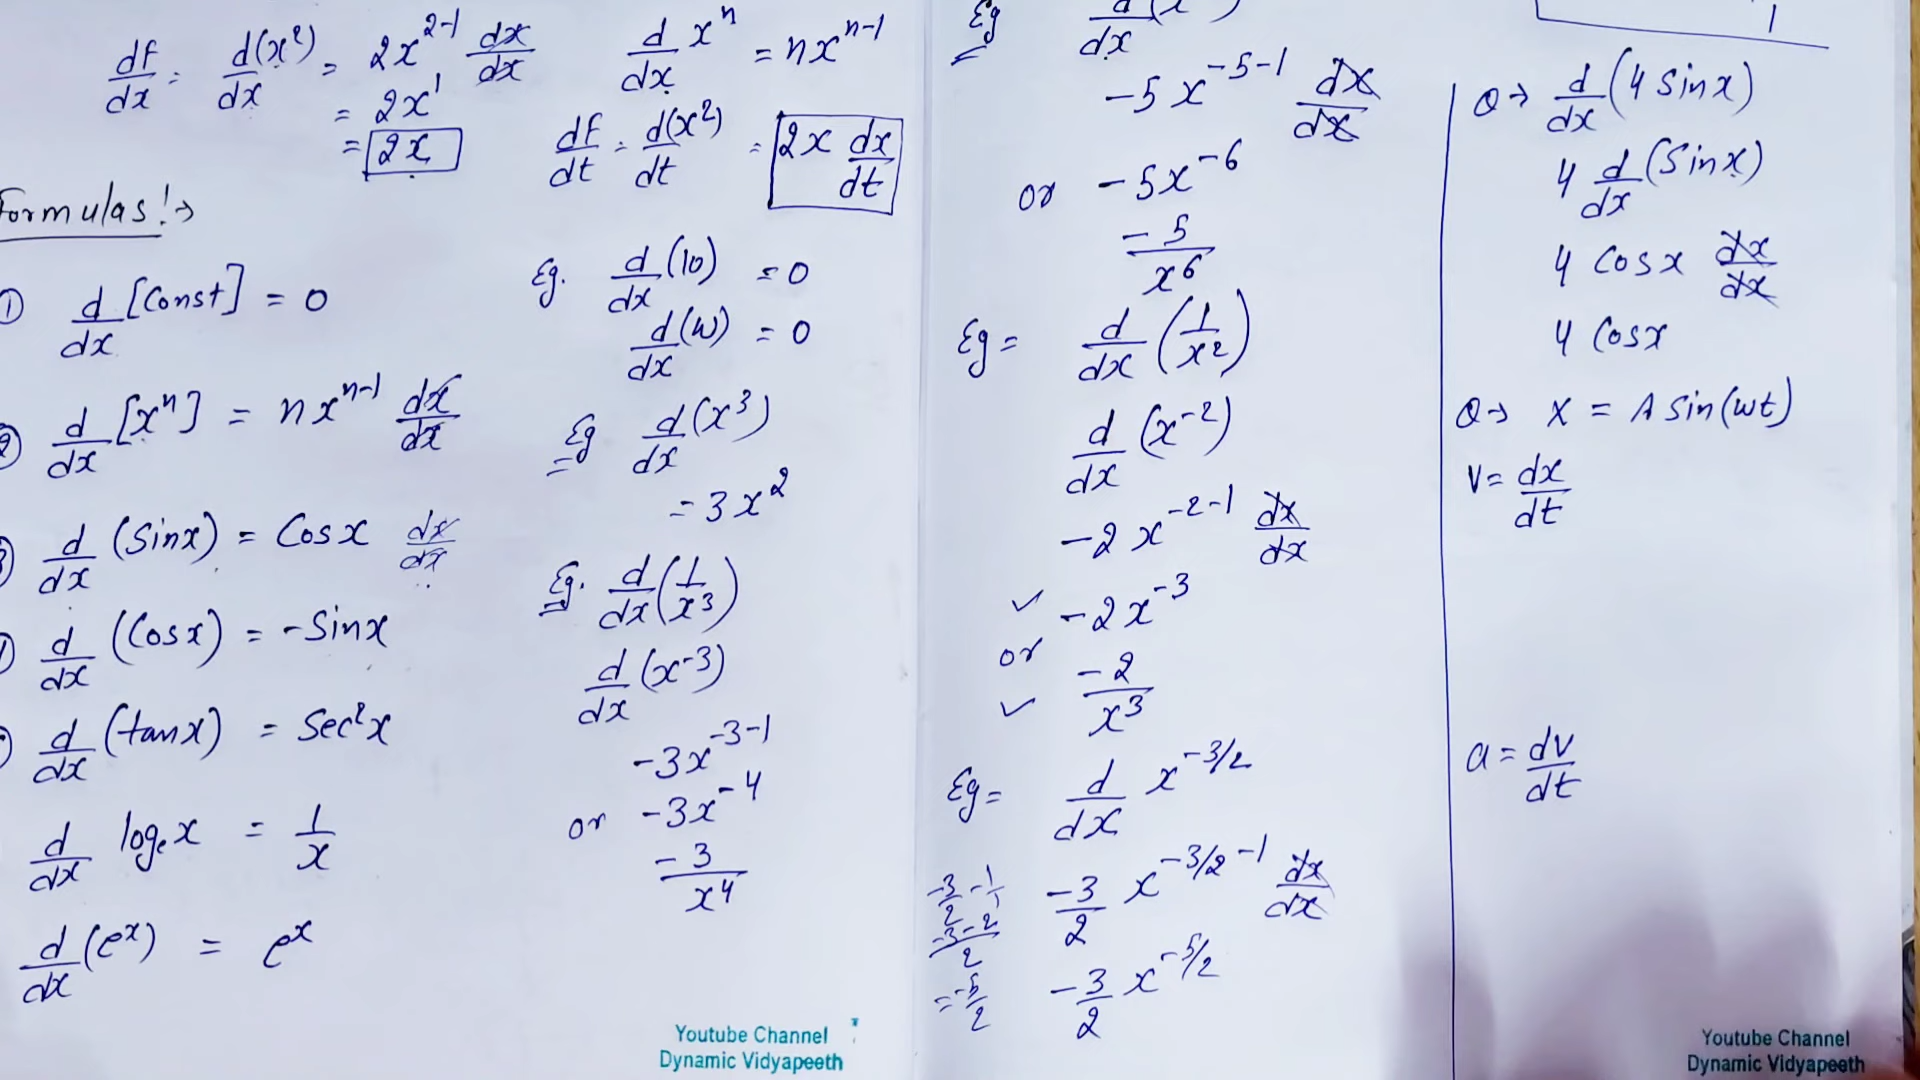 df/dx = d(x²)/dx = 2x²⁻¹ dx/dx
= 2x¹
= 2x
d/dx xⁿ = nxⁿ⁻¹
df/dt = d(x²)/dt = 2x dx/dt
Formulas!→
① d/dx [Const] = 0
② d/dx [xⁿ] = nxⁿ⁻¹ dx/dx
d/dx (Sinx) = Cosx dx/dx
d/dx (Cosx) = -Sinx
d/dx (tanx) = Sec²x
d/dx logₑx = 1/x
d/dx (eˣ) = eˣ
Eg. d/dx (10) = 0
d/dx (w) = 0
Eg d/dx (x³)
= 3x²
Eg. d/dx (1/x³)
d/dx (x⁻³)
-3x⁻³⁻¹
or -3x⁻⁴
-3/x⁴
Youtube Channel
Dynamic Vidyapeeth
Eg d/dx
-5x⁻⁵⁻¹ dx/dx
or -5x⁻⁶
-5/x⁶
Eg = d/dx (1/x²)
d/dx (x⁻²)
-2x⁻²⁻¹ dx/dx
✓ -2x⁻³
or
✓ -2/x³
Eg = d/dx x^(-3/2)
-3/2 x^(-3/2-1) dx/dx
-3/2 x^(-5/2)
-3/2 - 1/1
-3-2/2
= -5/2
1
Q→ d/dx (4 Sinx)
4 d/dx (Sinx)
4 Cosx dx/dx
4 Cosx
Q→ x = A sin(wt)
v = dx/dt
a = dv/dt
Youtube Channel
Dynamic Vidyapeeth